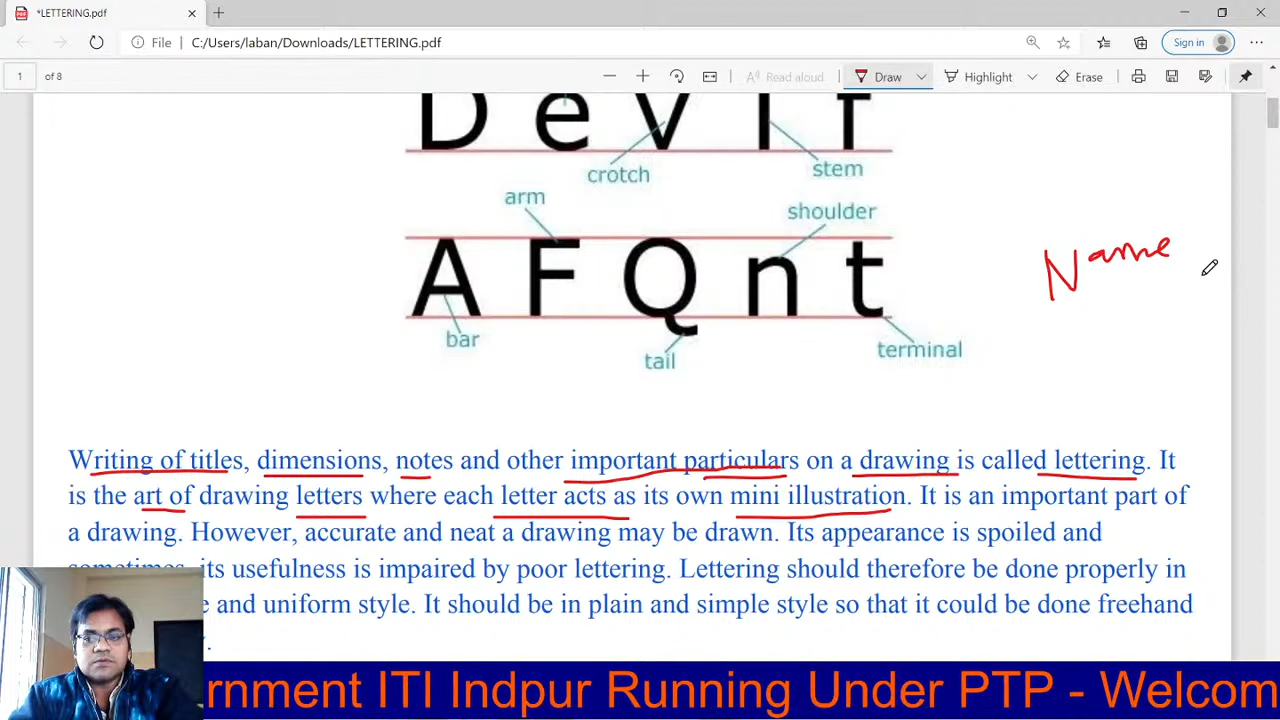 *LETTERING.pdf
File C:/Users/laban/Downloads/LETTERING.pdf
Sign in
1 of 8
Read aloud
Draw
Highlight
Erase
D e V l f
crotch
stem
arm
shoulder
A F Q n t
bar
tail
terminal
Name
Writing of titles, dimensions, notes and other important particulars on a drawing is called lettering. It
is the art of drawing letters where each letter acts as its own mini illustration. It is an important part of
a drawing. However, accurate and neat a drawing may be drawn. Its appearance is spoiled and
sometimes, its usefulness is impaired by poor lettering. Lettering should therefore be done properly in
and uniform style. It should be in plain and simple style so that it could be done freehand
rnment ITI Indpur Running Under PTP - Welcom